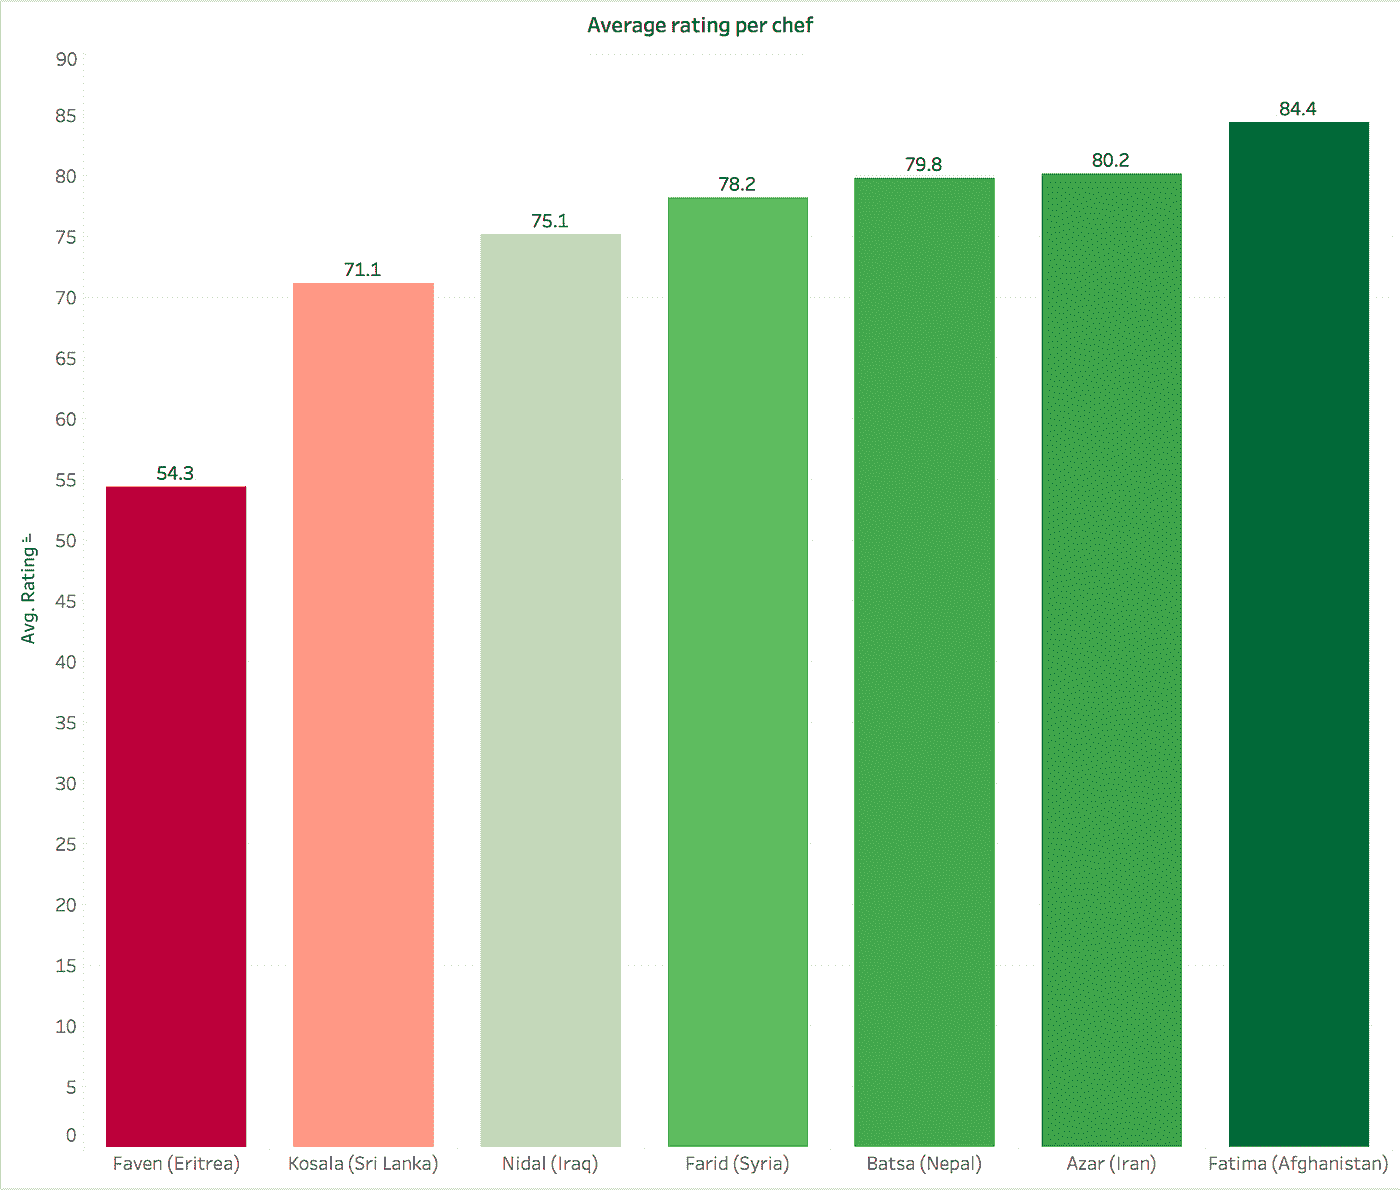 Average rating per chef
90
85
80
75
70
65
60
55
50
45
40
35
30
25
20
15
10
5
0
Avg. Rating
54.3
71.1
75.1
78.2
79.8
80.2
84.4
Faven (Eritrea)
Kosala (Sri Lanka)
Nidal (Iraq)
Farid (Syria)
Batsa (Nepal)
Azar (Iran)
Fatima (Afghanistan)